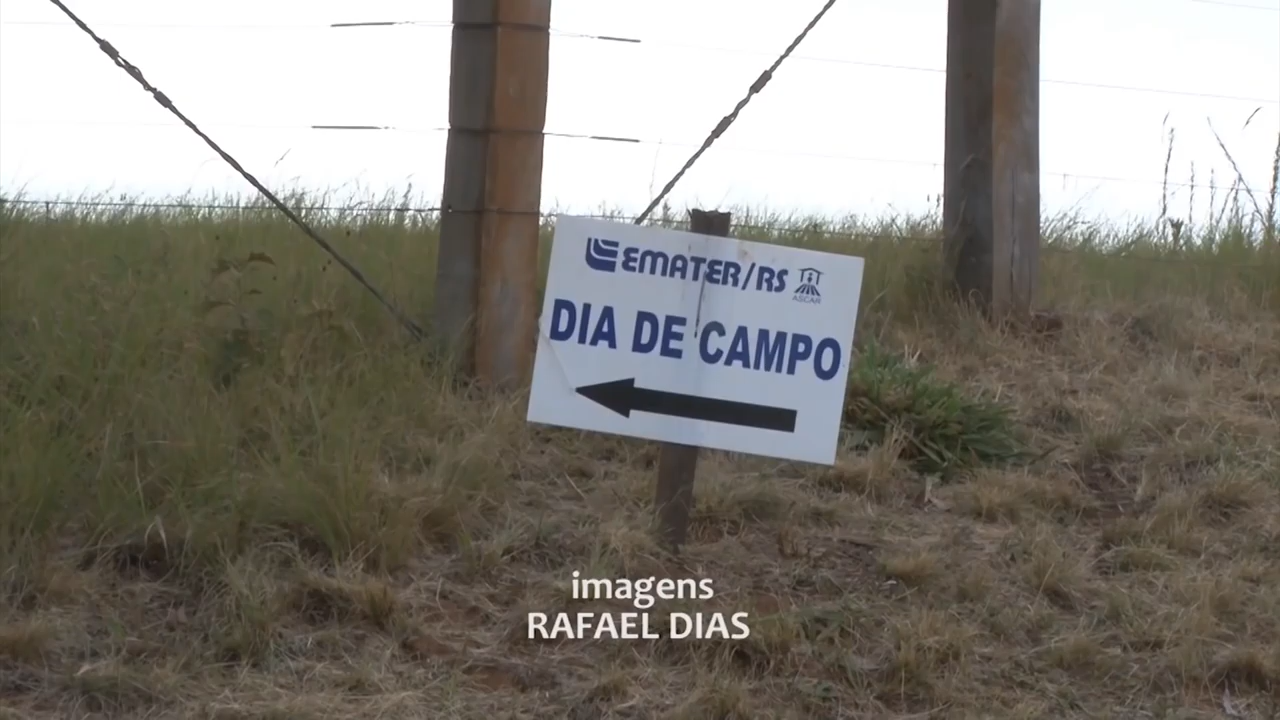 EMATER/RS
ASCAR
DIA DE CAMPO
imagens
RAFAEL DIAS